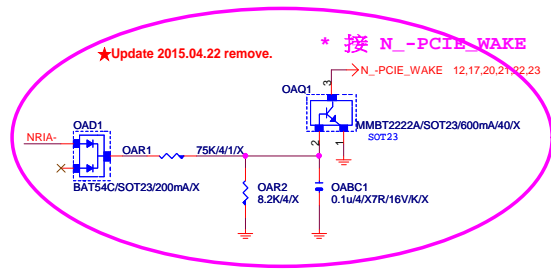 * 接 N_-PCIE_WAKE
★Update 2015.04.22 remove.
N_-PCIE_WAKE 12,17,20,21,22,23
3
OAQ1
MMBT2222A/SOT23/600mA/40/X
SOT23
2
1
OAD1
NRIA-
OAR1
75K/4/1/X
BAT54C/SOT23/200mA/X
OAR2
8.2K/4/X
OABC1
0.1u/4/X7R/16V/K/X